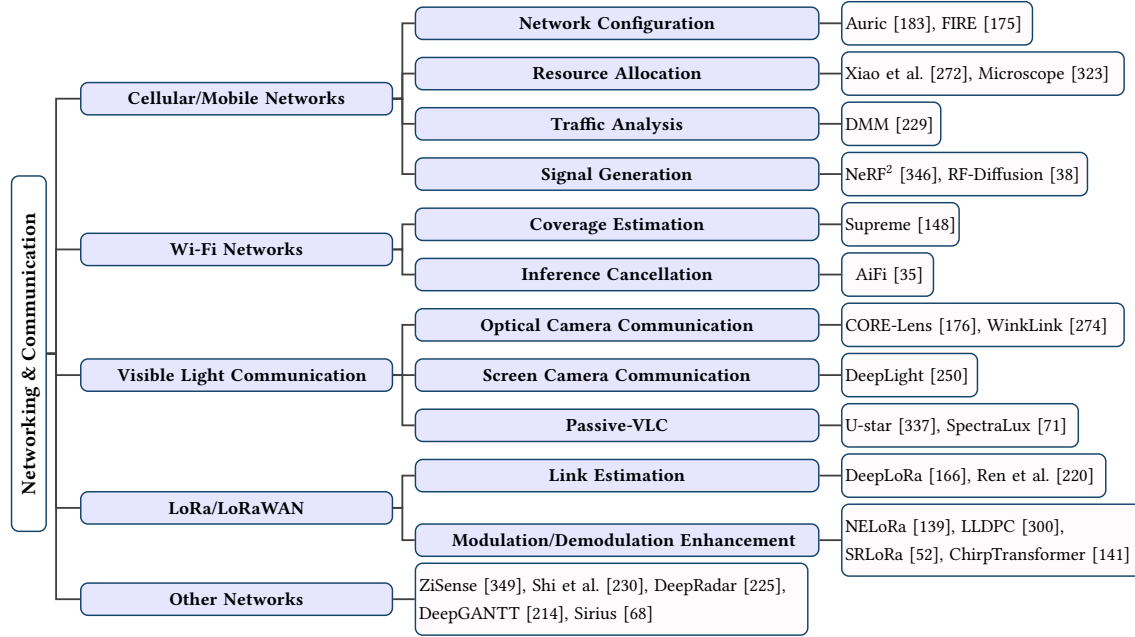 Networking & Communication
Cellular/Mobile Networks
Network Configuration
Auric [183], FIRE [175]
Resource Allocation
Xiao et al. [272], Microscope [323]
Traffic Analysis
DMM [229]
Signal Generation
NeRF² [346], RF-Diffusion [38]
Wi-Fi Networks
Coverage Estimation
Supreme [148]
Inference Cancellation
AiFi [35]
Visible Light Communication
Optical Camera Communication
CORE-Lens [176], WinkLink [274]
Screen Camera Communication
DeepLight [250]
Passive-VLC
U-star [337], SpectraLux [71]
LoRa/LoRaWAN
Link Estimation
DeepLoRa [166], Ren et al. [220]
Modulation/Demodulation Enhancement
NELoRa [139], LLDPC [300],
SRLoRa [52], ChirpTransformer [141]
Other Networks
ZiSense [349], Shi et al. [230], DeepRadar [225],
DeepGANTT [214], Sirius [68]